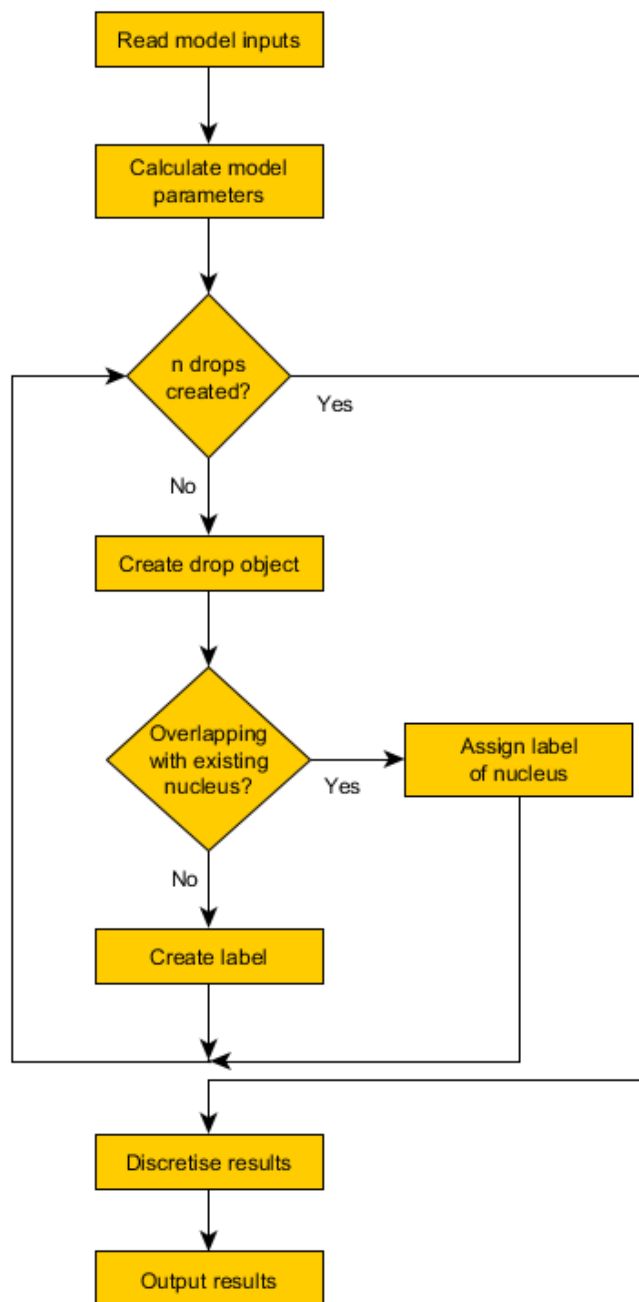 Read model inputs
Calculate model
parameters
n drops
created?
Yes
No
Create drop object
Overlapping
with existing
nucleus?
Yes
Assign label
of nucleus
No
Create label
Discretise results
Output results